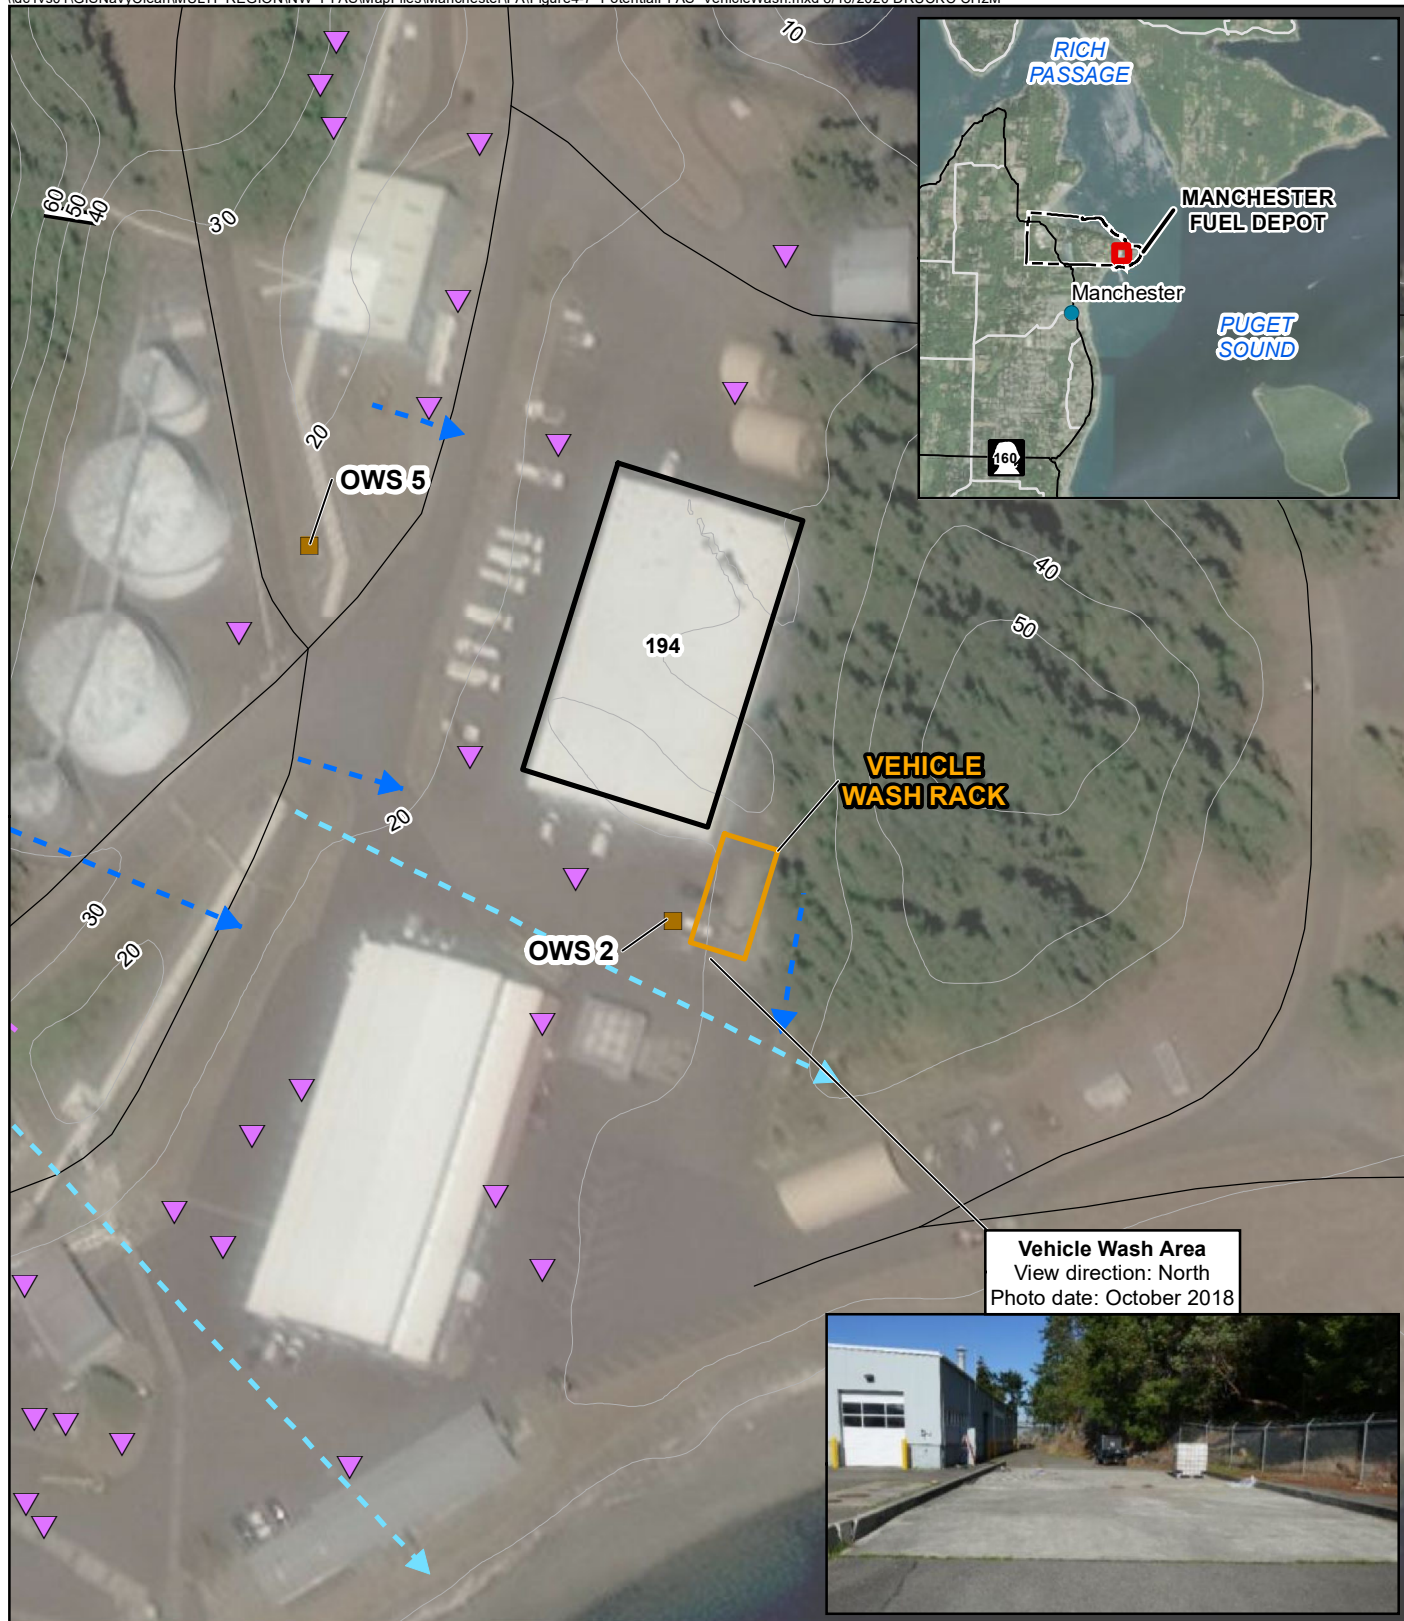 10
RICH
PASSAGE
MANCHESTER
FUEL DEPOT
Manchester
PUGET
SOUND
160
60
50
40
30
20
OWS 5
40
50
194
VEHICLE
WASH RACK
20
30
20
OWS 2
Vehicle Wash Area
View direction: North
Photo date: October 2018